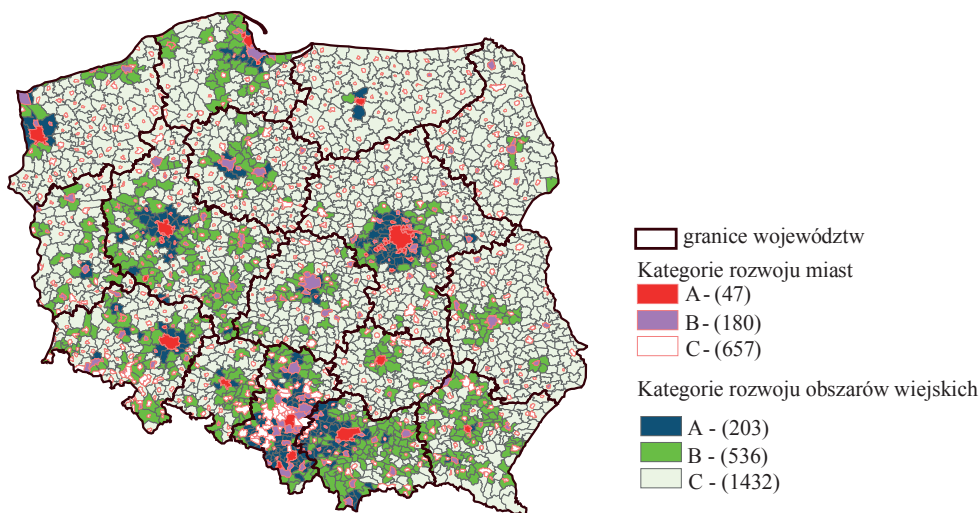 granice województw
Kategorie rozwoju miast
A - (47)
B - (180)
C - (657)
Kategorie rozwoju obszarów wiejskich
A - (203)
B - (536)
C - (1432)